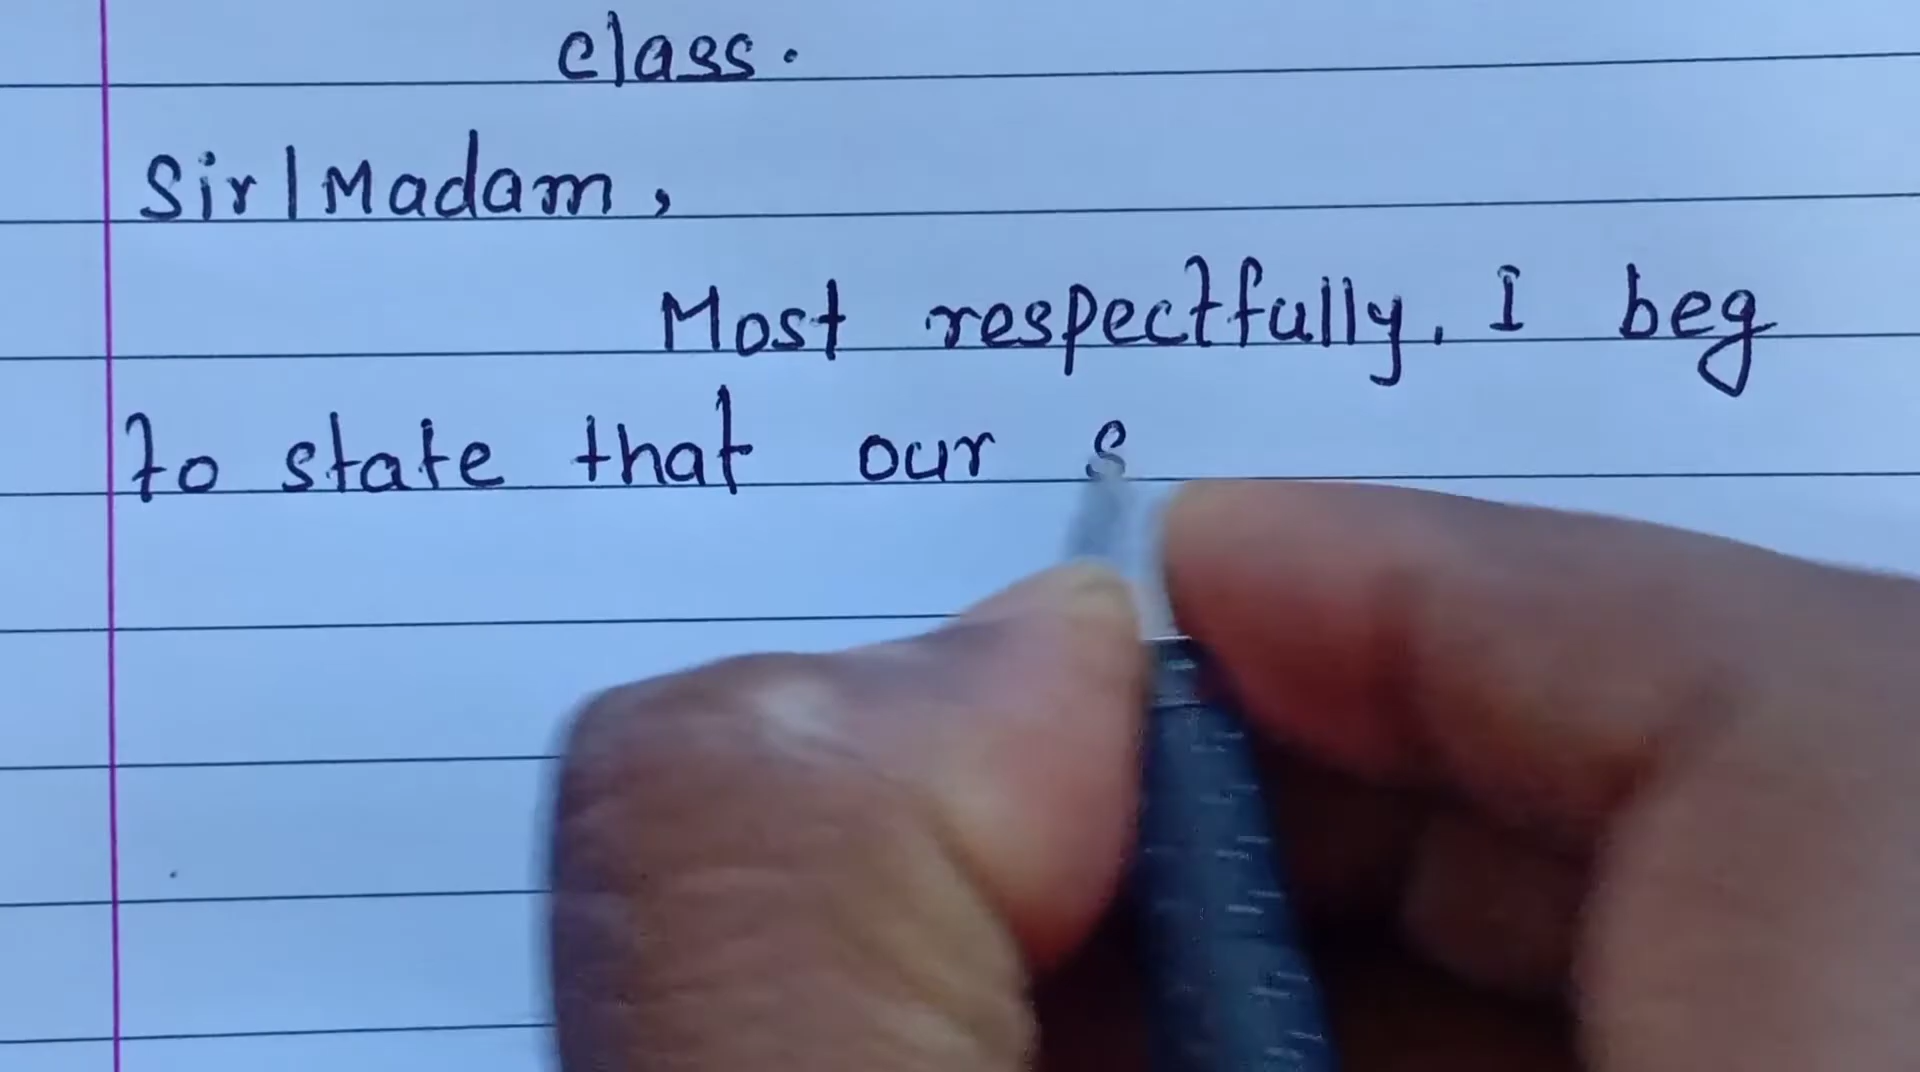 class.
Sir/Madam,
Most respectfully, I beg
to state that our s